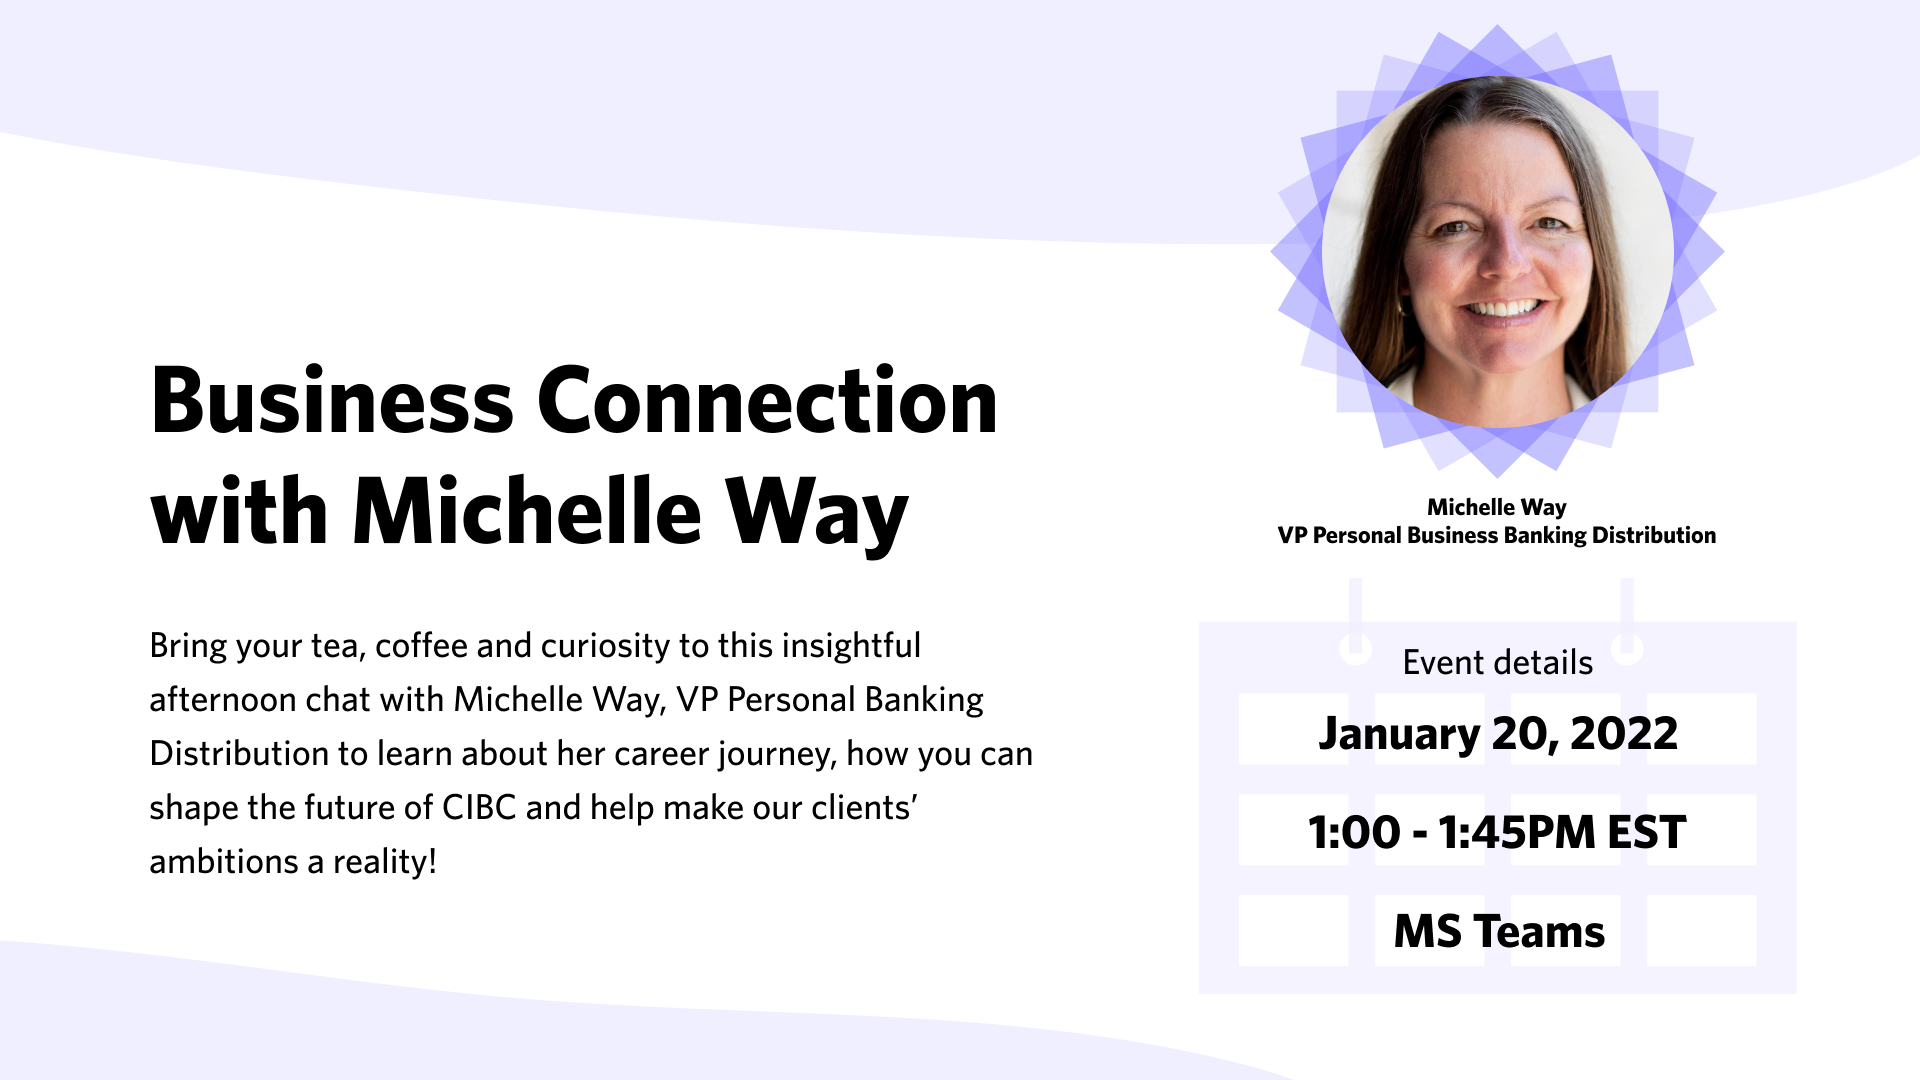 Business Connection
with Michelle Way
Bring your tea, coffee and curiosity to this insightful
afternoon chat with Michelle Way, VP Personal Banking
Distribution to learn about her career journey, how you can
shape the future of CIBC and help make our clients’
ambitions a reality!
Michelle Way
VP Personal Business Banking Distribution
Event details
January 20, 2022
1:00 - 1:45PM EST
MS Teams